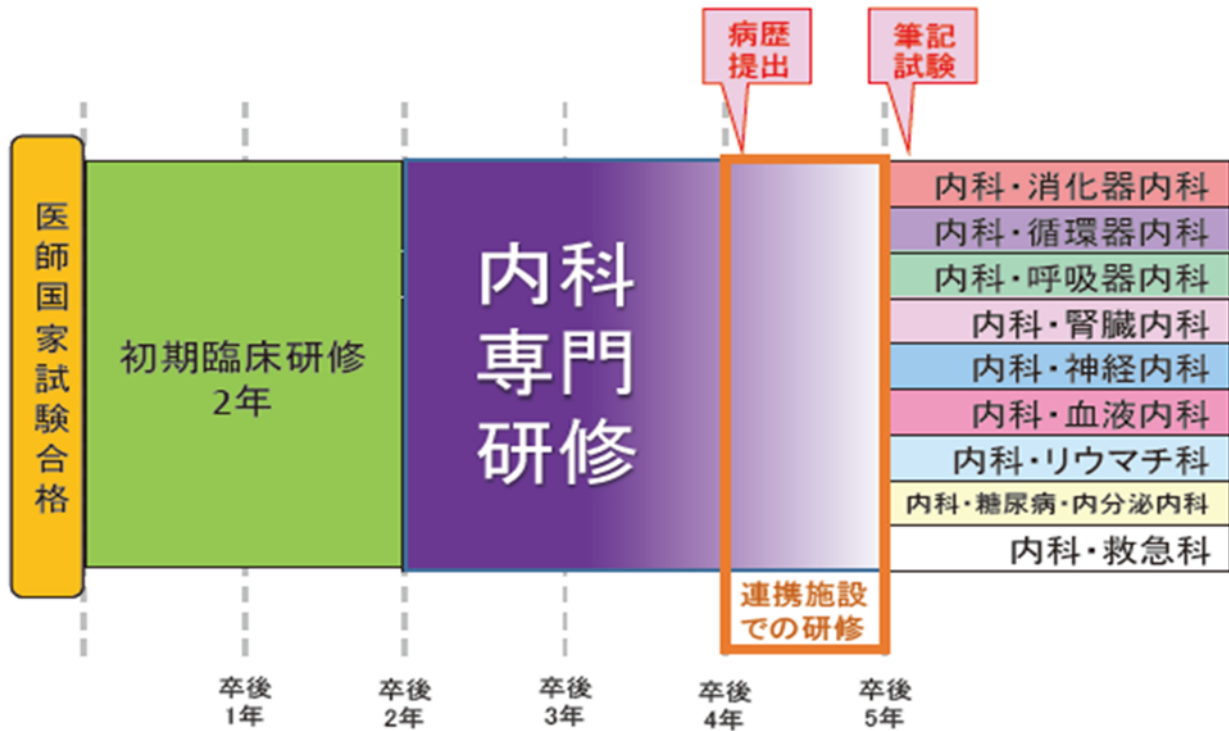 病歴
提出
筆記
試験
医師国家試験合格
初期臨床研修
2年
内科
専門
研修
内科・消化器内科
内科・循環器内科
内科・呼吸器内科
内科・腎臓内科
内科・神経内科
内科・血液内科
内科・リウマチ科
内科・糖尿病・内分泌内科
内科・救急科
連携施設
での研修
卒後
1年
卒後
2年
卒後
3年
卒後
4年
卒後
5年